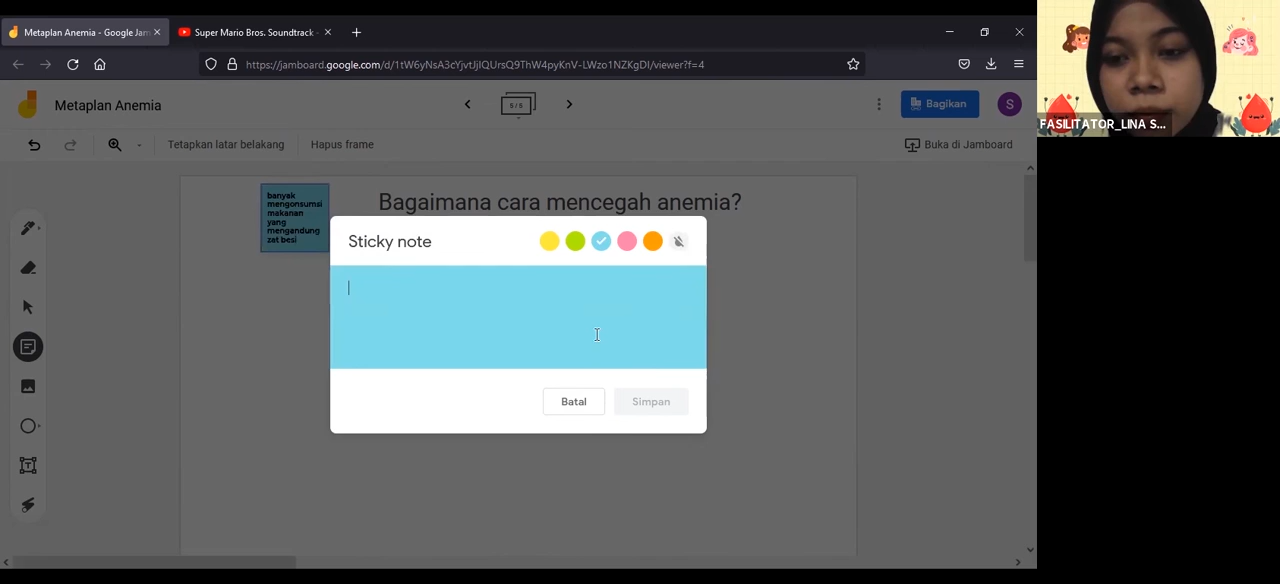 Metaplan Anemia - Google Jam
Super Mario Bros. Soundtrack -
https://jamboard.google.com/d/1tW6yNsA3cYjvtJjIQUrsQ9ThW4pyKnV-LWzo1NZKgDI/viewer?f=4
Metaplan Anemia
5/5
Bagikan
S
Tetapkan latar belakang
Hapus frame
Buka di Jamboard
banyak
mengonsumsi
makanan
yang
mengandung
zat besi
Bagaimana cara mencegah anemia?
Sticky note
Batal
Simpan
FASILITATOR_LINA S...